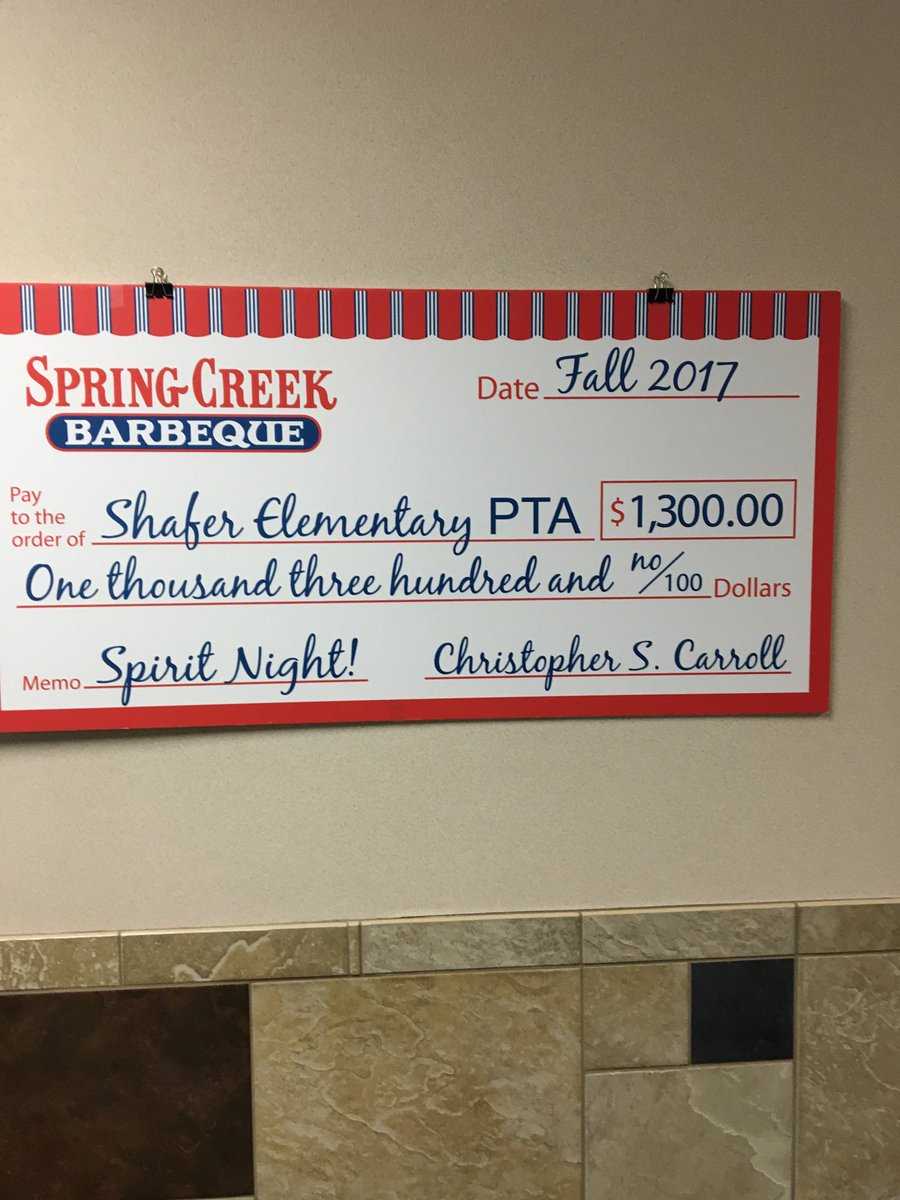 SPRING CREEK
BARBEQUE
Date Fall 2017
Pay
to the
order of Shafer Elementary PTA $1,300.00
One thousand three hundred and no/100 Dollars
Memo Spirit Night! Christopher S. Carroll